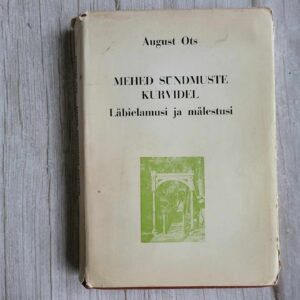 August Ots
MEHED SÜNDMUSTE
KURVIDEL
Läbielamusi ja mälestusi